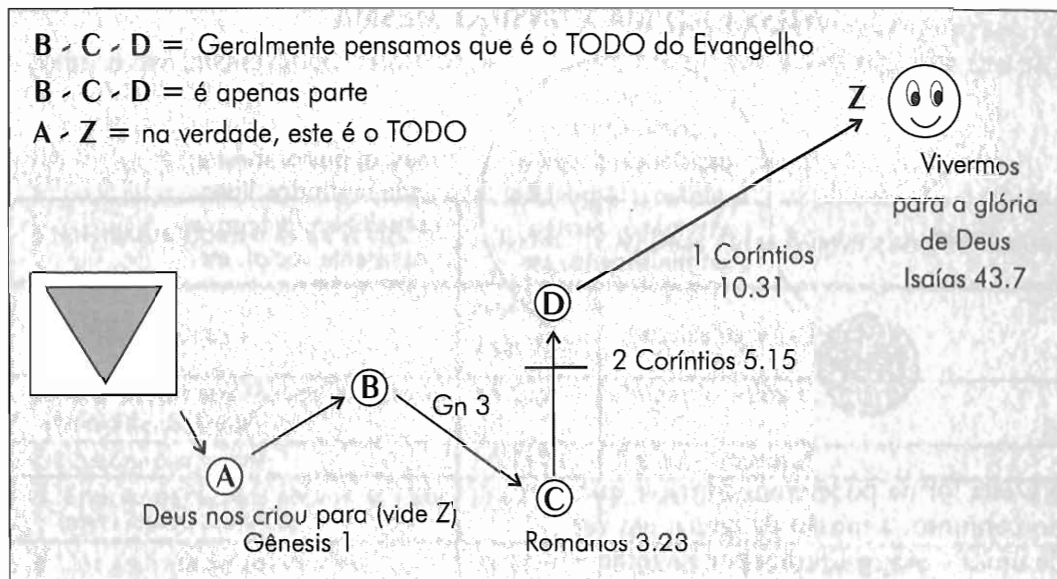 B - C - D = Geralmente pensamos que é o TODO do Evangelho
B - C - D = é apenas parte
A - Z = na verdade, este é o TODO
Z
Vivermos
para a glória
de Deus
Isaías 43.7
1 Coríntios
10.31
D
2 Coríntios 5.15
B
Gn 3
A
C
Deus nos criou para (vide Z)
Gênesis 1
Romanos 3.23